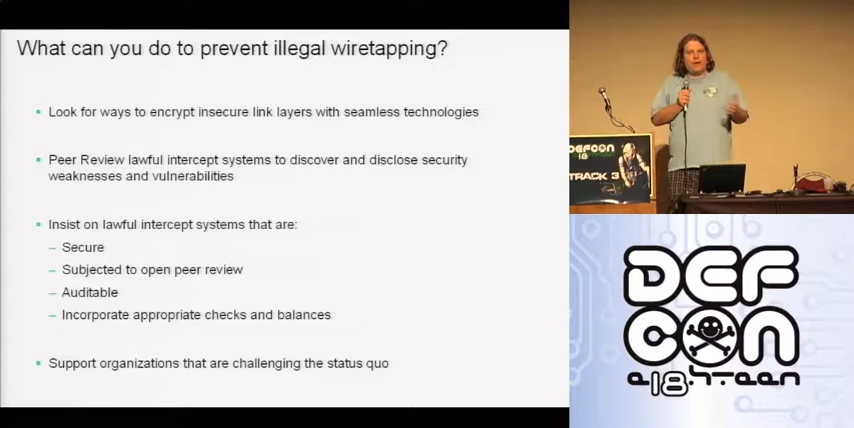 What can you do to prevent illegal wiretapping?
Look for ways to encrypt insecure link layers with seamless technologies
Peer Review lawful intercept systems to discover and disclose security
weaknesses and vulnerabilities
Insist on lawful intercept systems that are:
– Secure
– Subjected to open peer review
– Auditable
– Incorporate appropriate checks and balances
Support organizations that are challenging the status quo
DEFCON
18
TRACK 3
DEF
CON
e18hteen